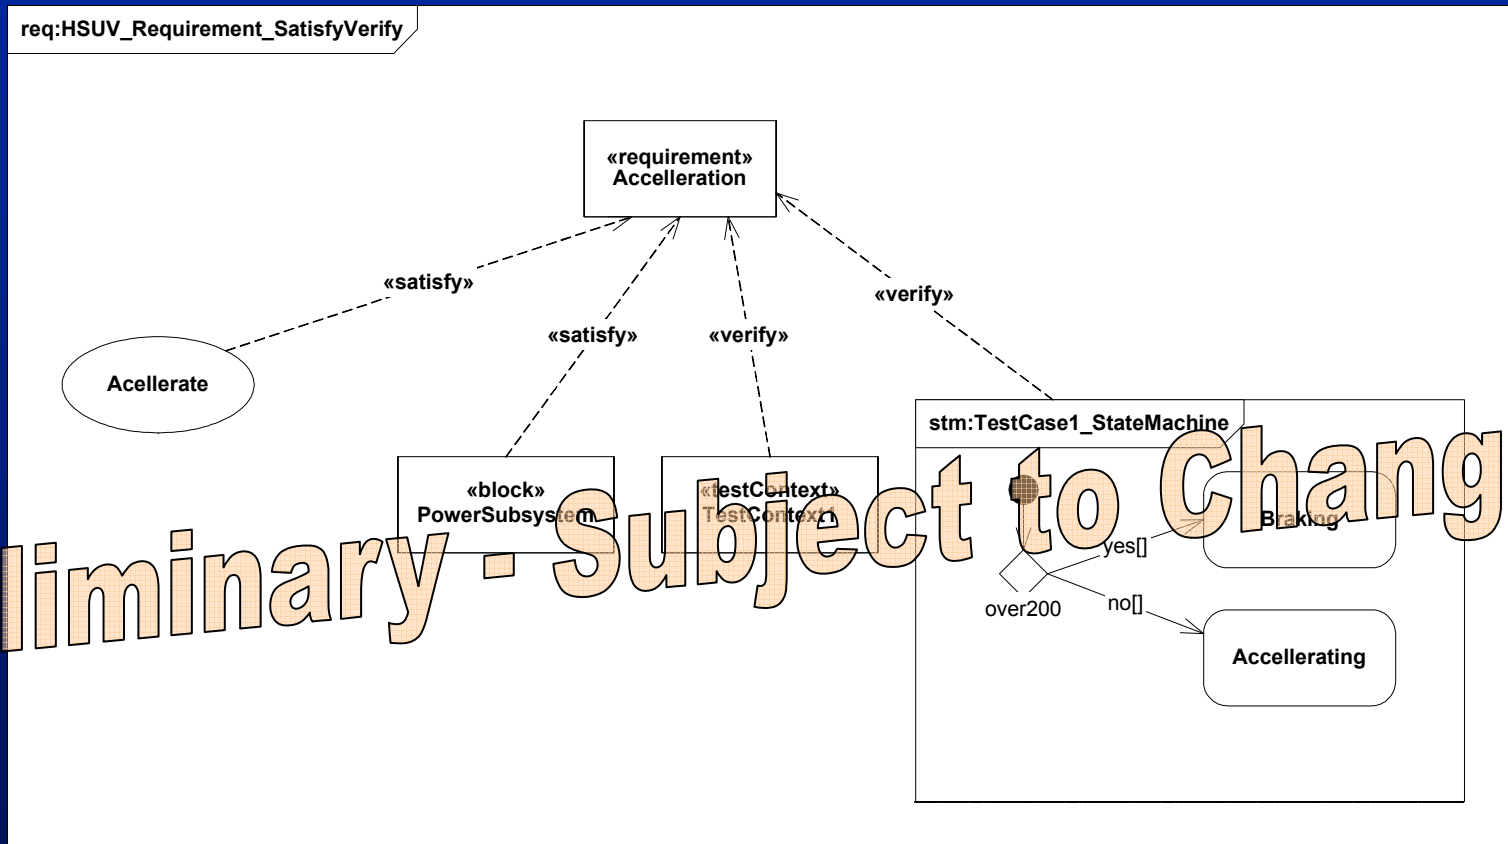 req:HSUV_Requirement_SatisfyVerify
«requirement»
Accelleration
«satisfy»
«satisfy»
«verify»
«verify»
Acellerate
«block»
PowerSubsystem
«testContext»
TestContext1
stm:TestCase1_StateMachine
Braking
yes[]
over200
no[]
Accellerating
liminary - Subject to Chang